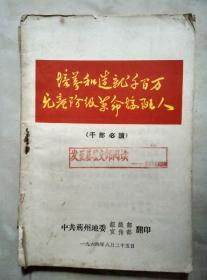 培养和造就千百万
无产阶级革命接班人
(干部必读)
中共蓟州地委 组织部 宣传部 翻印
一九六四年八月二十五日